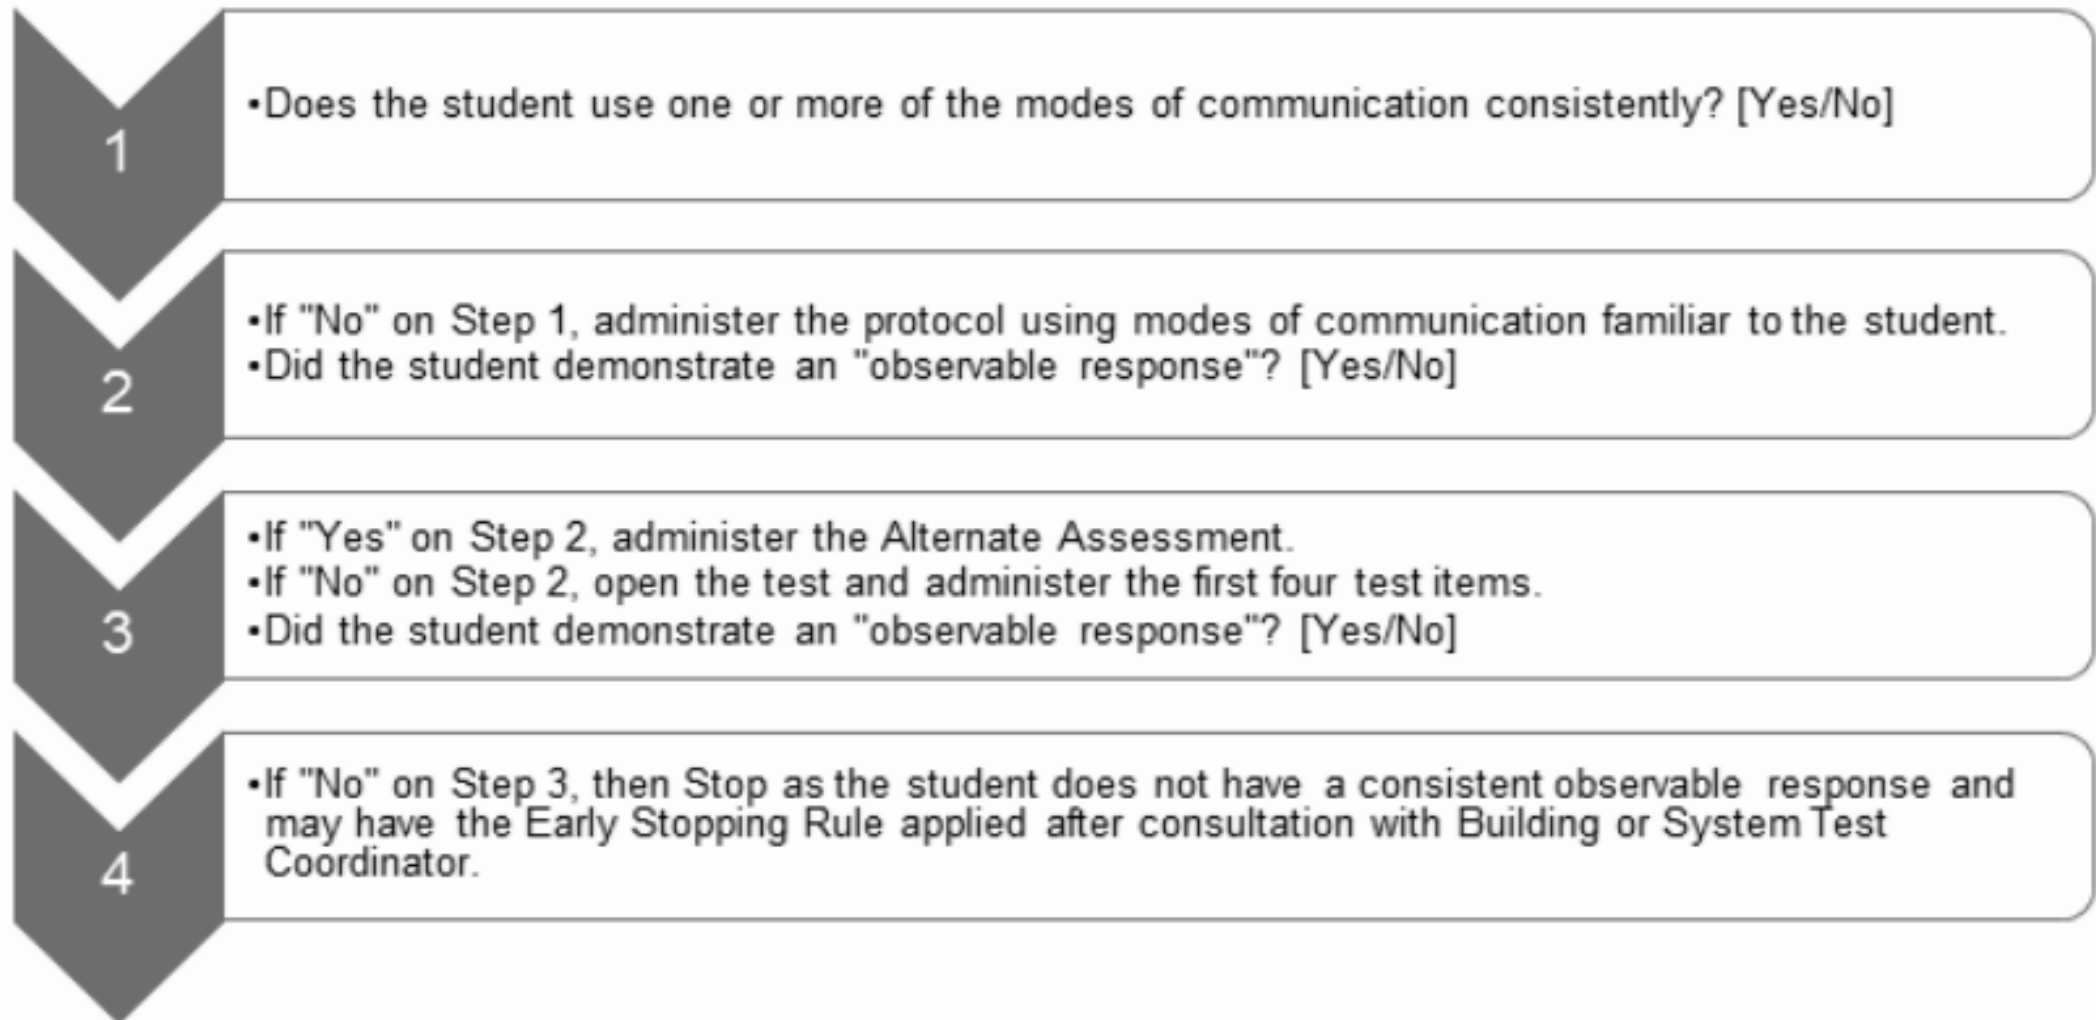 1
•Does the student use one or more of the modes of communication consistently? [Yes/No]
2
•If "No" on Step 1, administer the protocol using modes of communication familiar to the student.
•Did the student demonstrate an "observable response"? [Yes/No]
3
•If "Yes" on Step 2, administer the Alternate Assessment.
•If "No" on Step 2, open the test and administer the first four test items.
•Did the student demonstrate an "observable response"? [Yes/No]
4
•If "No" on Step 3, then Stop as the student does not have a consistent observable response and
may have the Early Stopping Rule applied after consultation with Building or System Test
Coordinator.